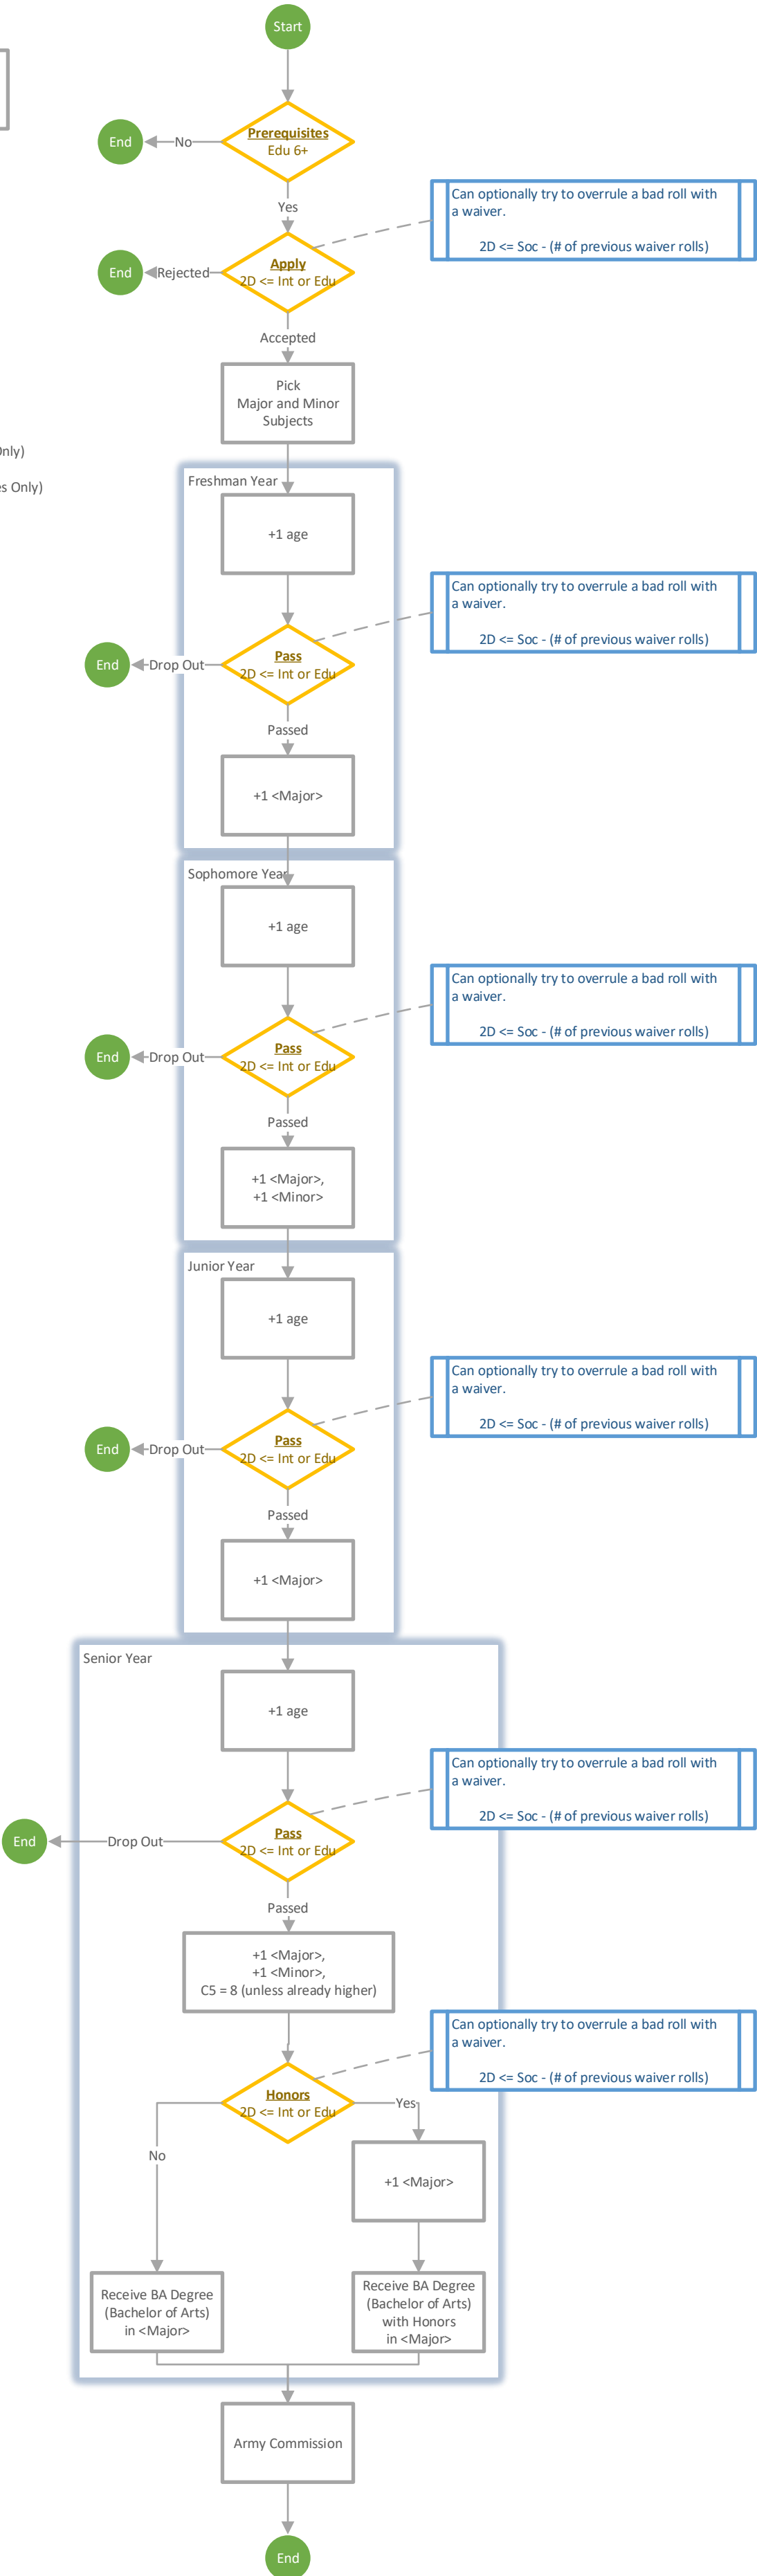 Start
Prerequisites
Edu 6+
No
End
Yes
Can optionally try to overrule a bad roll with
a waiver.
2D <= Soc - (# of previous waiver rolls)
Apply
2D <= Int or Edu
Rejected
End
Accepted
Pick
Major and Minor
Subjects
Only)
s Only)
Freshman Year
+1 age
Can optionally try to overrule a bad roll with
a waiver.
2D <= Soc - (# of previous waiver rolls)
Pass
2D <= Int or Edu
Drop Out
End
Passed
+1 <Major>
Sophomore Year
+1 age
Can optionally try to overrule a bad roll with
a waiver.
2D <= Soc - (# of previous waiver rolls)
Pass
2D <= Int or Edu
Drop Out
End
Passed
+1 <Major>,
+1 <Minor>
Junior Year
+1 age
Can optionally try to overrule a bad roll with
a waiver.
2D <= Soc - (# of previous waiver rolls)
Pass
2D <= Int or Edu
Drop Out
End
Passed
+1 <Major>
Senior Year
+1 age
Can optionally try to overrule a bad roll with
a waiver.
2D <= Soc - (# of previous waiver rolls)
Pass
2D <= Int or Edu
Drop Out
End
Passed
+1 <Major>,
+1 <Minor>,
C5 = 8 (unless already higher)
Can optionally try to overrule a bad roll with
a waiver.
2D <= Soc - (# of previous waiver rolls)
Honors
2D <= Int or Edu
Yes
No
+1 <Major>
Receive BA Degree
(Bachelor of Arts)
in <Major>
Receive BA Degree
(Bachelor of Arts)
with Honors
in <Major>
Army Commission
End